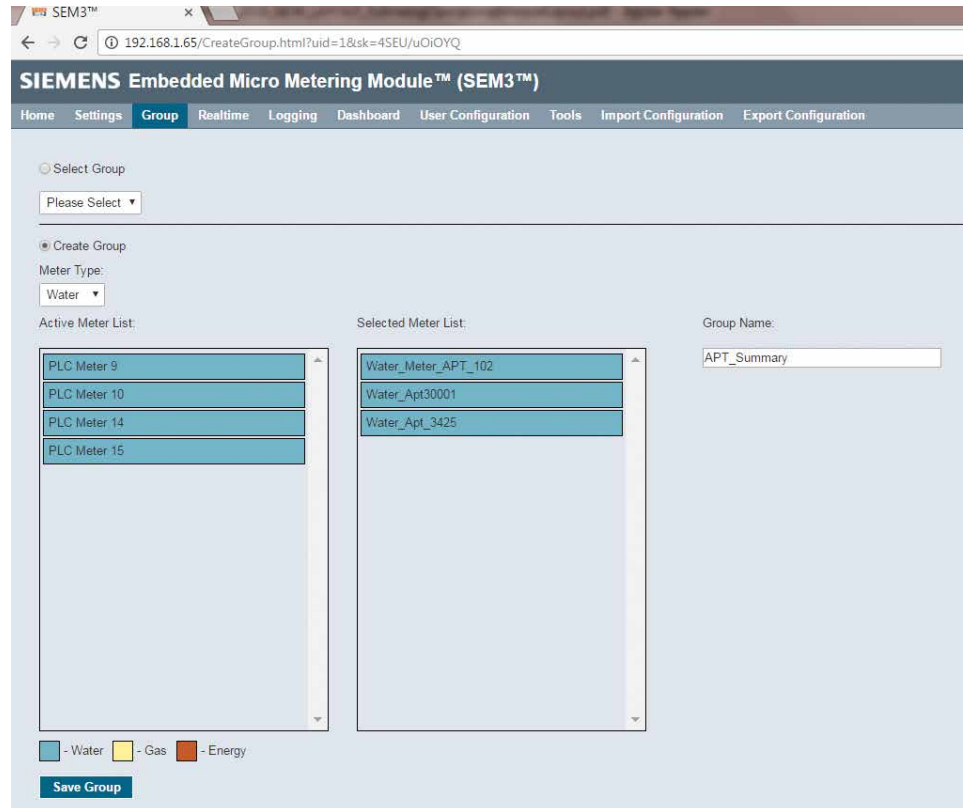 SEM3™
192.168.1.65/CreateGroup.html?uid=1&sk=4SEU/uOiOYQ
SIEMENS Embedded Micro Metering Module™ (SEM3™)
Home Settings Group Realtime Logging Dashboard User Configuration Tools Import Configuration Export Configuration
Select Group
Please Select
Create Group
Meter Type:
Water
Active Meter List: Selected Meter List: Group Name:
PLC Meter 9 Water_Meter_APT_102 APT_Summary
PLC Meter 10 Water_Apt30001
PLC Meter 14 Water_Apt_3425
PLC Meter 15
- Water - Gas - Energy
Save Group